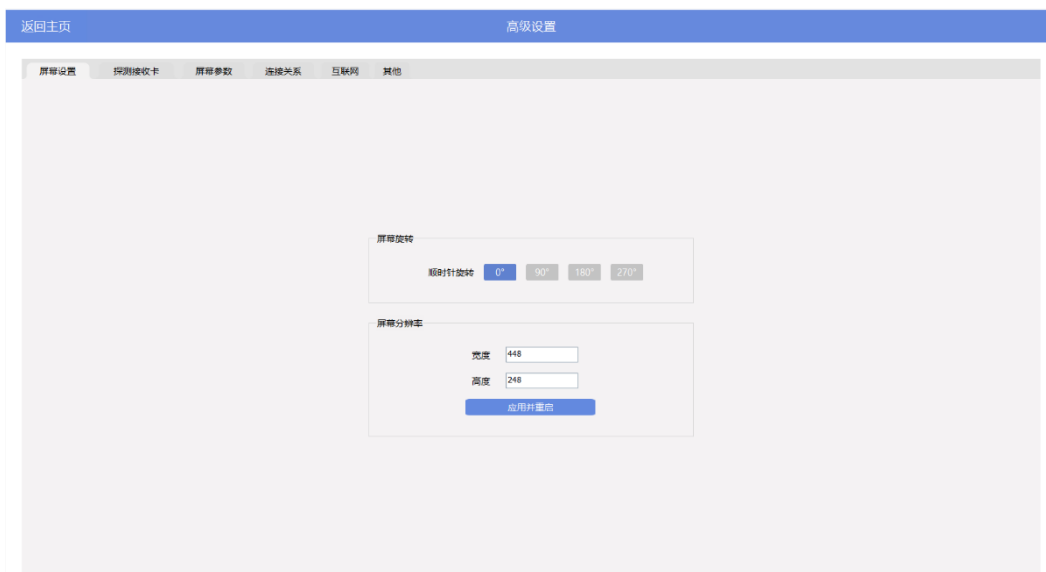 返回主页 高级设置
屏幕设置 探测接收卡 屏幕参数 连接关系 互联网 其他
屏幕旋转
顺时针旋转 0° 90° 180° 270°
屏幕分辨率
宽度 448
高度 248
应用并重启